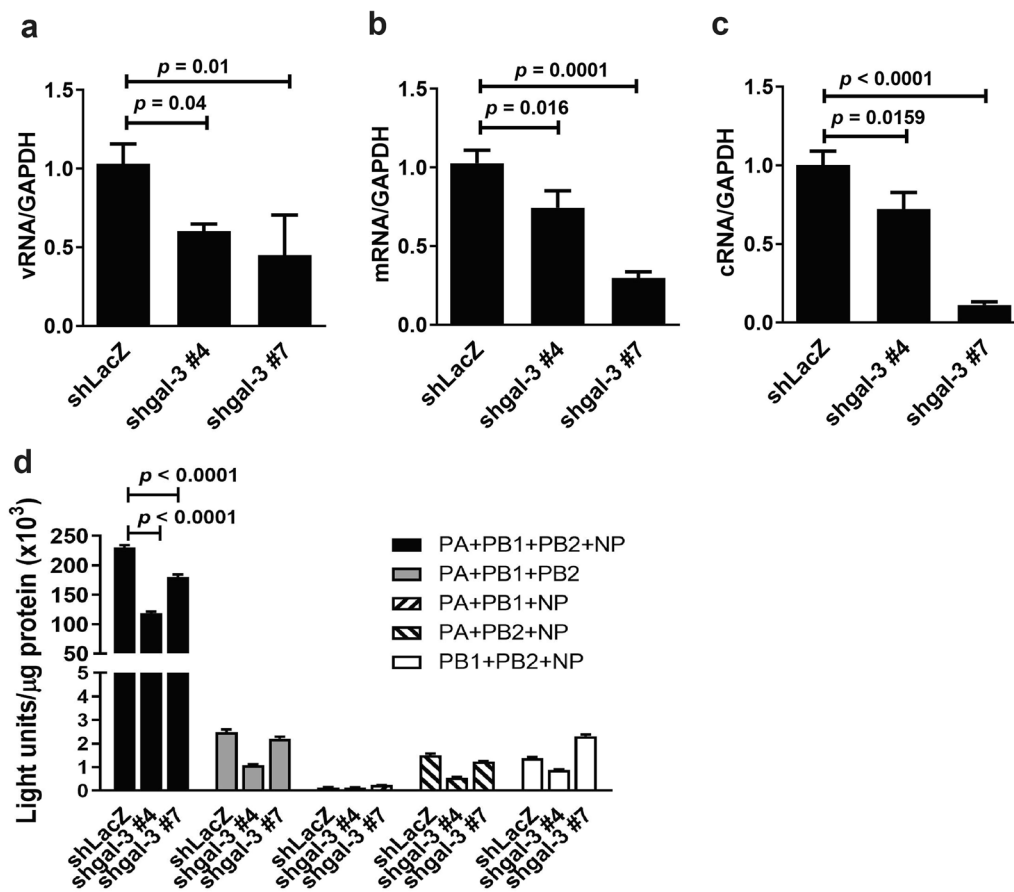 a
p = 0.01
p = 0.04
1.5
1.0
0.5
0.0
vRNA/GAPDH
shLacZ
shgal-3 #4
shgal-3 #7
b
p = 0.0001
p = 0.016
1.5
1.0
0.5
0.0
mRNA/GAPDH
shLacZ
shgal-3 #4
shgal-3 #7
c
p < 0.0001
p = 0.0159
1.5
1.0
0.5
0.0
cRNA/GAPDH
shLacZ
shgal-3 #4
shgal-3 #7
d
p < 0.0001
p < 0.0001
Light units/µg protein (x10³)
250
200
150
100
50
5
4
3
2
1
0
PA+PB1+PB2+NP
PA+PB1+PB2
PA+PB1+NP
PA+PB2+NP
PB1+PB2+NP
shLacZ
shgal-3 #4
shgal-3 #7
shLacZ
shgal-3 #4
shgal-3 #7
shLacZ
shgal-3 #4
shgal-3 #7
shLacZ
shgal-3 #4
shgal-3 #7
shLacZ
shgal-3 #4
shgal-3 #7